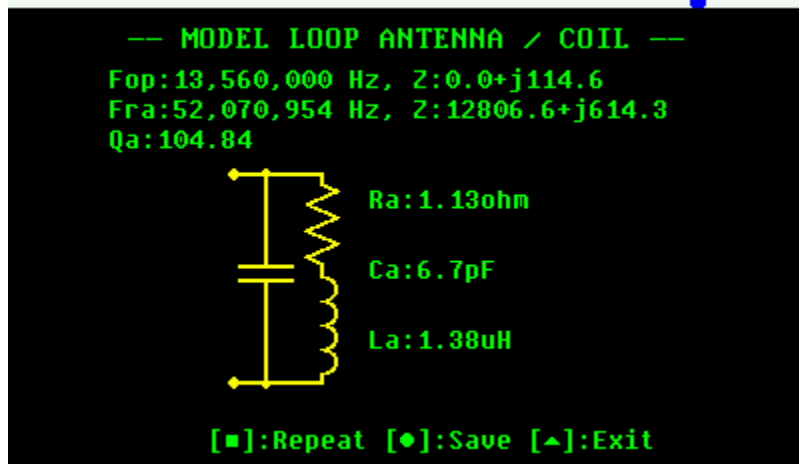 -- MODEL LOOP ANTENNA / COIL --
Fop:13,560,000 Hz, Z:0.0+j114.6
Fra:52,070,954 Hz, Z:12806.6+j614.3
Qa:104.84
Ra:1.13ohm
Ca:6.7pF
La:1.38uH
[■]:Repeat [●]:Save [▲]:Exit